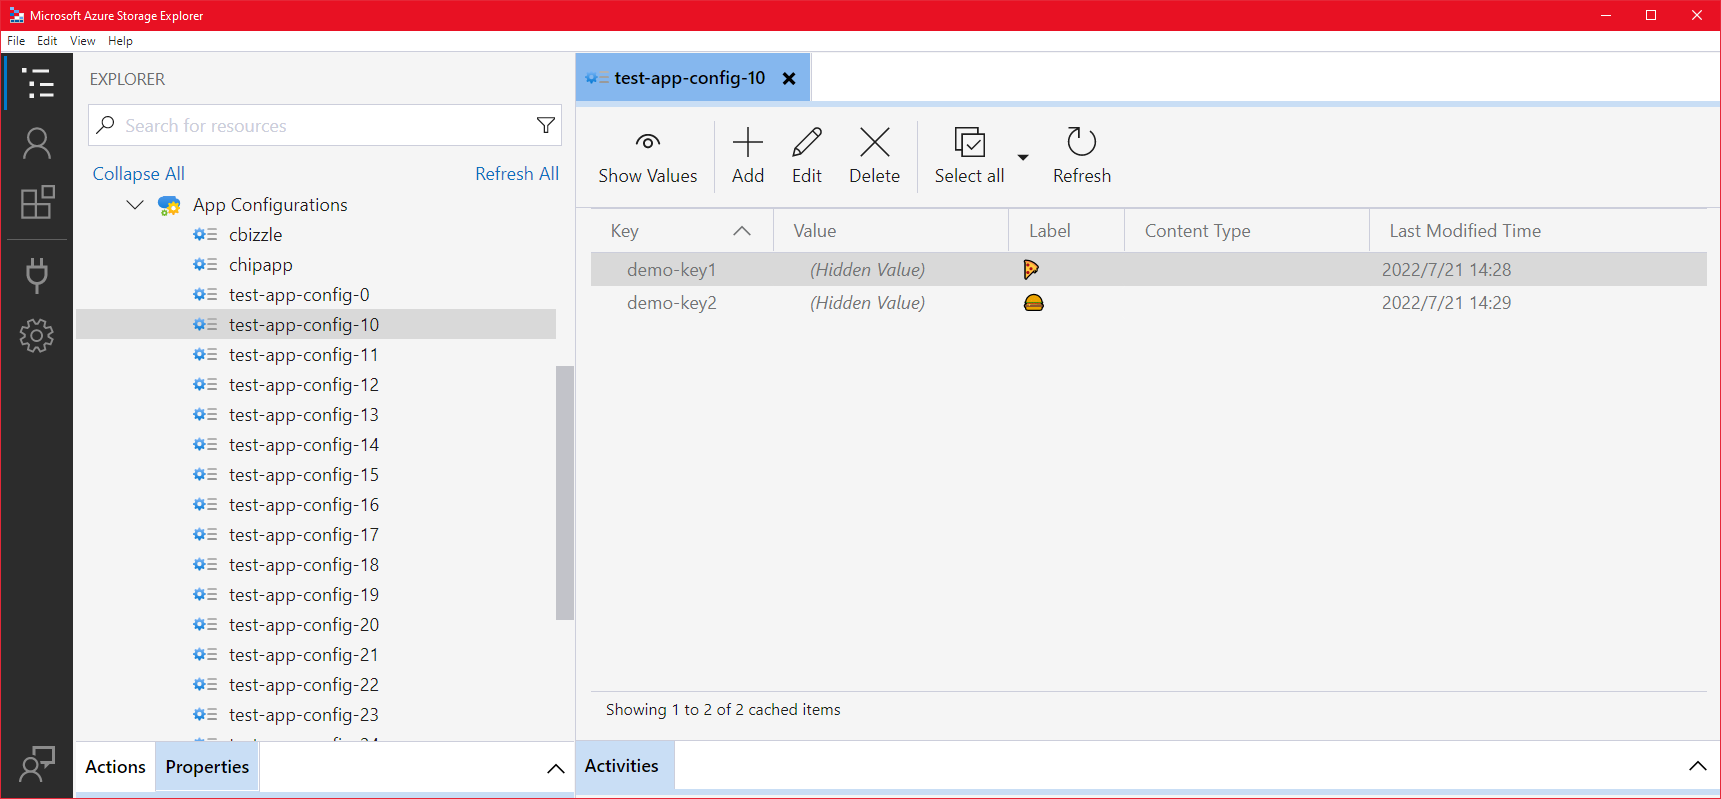 Microsoft Azure Storage Explorer
File Edit View Help
EXPLORER
Search for resources
Collapse All Refresh All
App Configurations
cbizzle
chipapp
test-app-config-0
test-app-config-10
test-app-config-11
test-app-config-12
test-app-config-13
test-app-config-14
test-app-config-15
test-app-config-16
test-app-config-17
test-app-config-18
test-app-config-19
test-app-config-20
test-app-config-21
test-app-config-22
test-app-config-23
Actions Properties
test-app-config-10
Show Values Add Edit Delete Select all Refresh
Key Value Label Content Type Last Modified Time
demo-key1 (Hidden Value) 🍕 2022/7/21 14:28
demo-key2 (Hidden Value) 🍔 2022/7/21 14:29
Showing 1 to 2 of 2 cached items
Activities